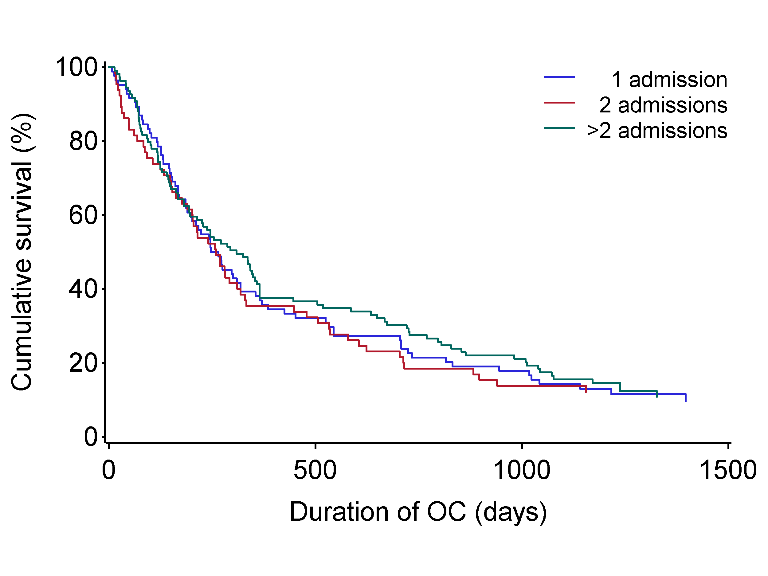 Cumulative survival (%)
100
80
60
40
20
0
1 admission
2 admissions
>2 admissions
0 500 1000 1500
Duration of OC (days)